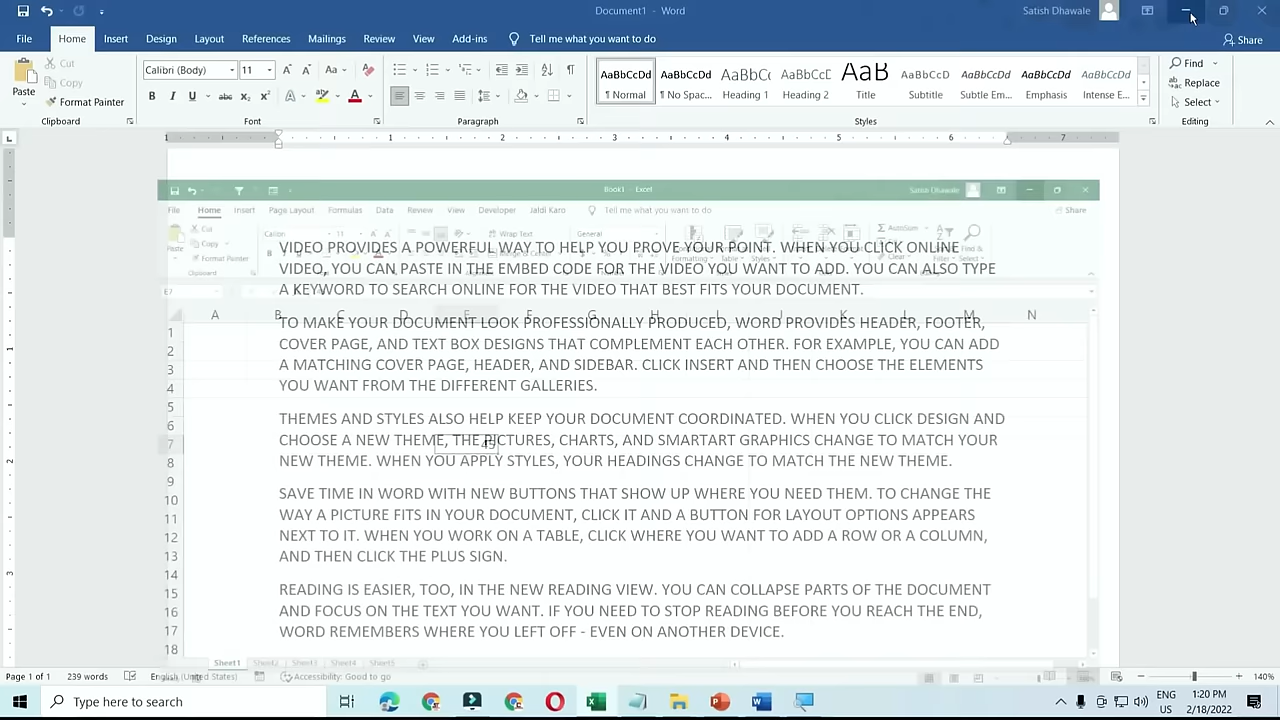 Document1 - Word
Satish Dhawale
File Home Insert Design Layout References Mailings Review View Add-ins Tell me what you want to do Share
Paste
Cut
Copy
Format Painter
Clipboard
Calibri (Body) 11
Font
Paragraph
AaBbCcDd AaBbCcDd AaBbC( AaBbCcC AaB AaBbCcD AaBbCcDd AaBbCcDd AaBbCcDd
¶ Normal ¶ No Spac... Heading 1 Heading 2 Title Subtitle Subtle Em... Emphasis Intense E...
Styles
Find
Replace
Select
Editing
1 1 2 3 4 5 6 7
Book1 - Excel
Satish Dhawale
File Home Insert Page Layout Formulas Data Review View Developer Jaldi Karo Tell me what you want to do Share
Paste
Cut
Copy
Format Painter
Clipboard
Calibri 11
Wrap Text
General
AutoSum
Fill
Clear
E7
A B C D E F G H I J K L M N
VIDEO PROVIDES A POWERFUL WAY TO HELP YOU PROVE YOUR POINT. WHEN YOU CLICK ONLINE
VIDEO, YOU CAN PASTE IN THE EMBED CODE FOR THE VIDEO YOU WANT TO ADD. YOU CAN ALSO TYPE
A KEYWORD TO SEARCH ONLINE FOR THE VIDEO THAT BEST FITS YOUR DOCUMENT.
TO MAKE YOUR DOCUMENT LOOK PROFESSIONALLY PRODUCED, WORD PROVIDES HEADER, FOOTER,
COVER PAGE, AND TEXT BOX DESIGNS THAT COMPLEMENT EACH OTHER. FOR EXAMPLE, YOU CAN ADD
A MATCHING COVER PAGE, HEADER, AND SIDEBAR. CLICK INSERT AND THEN CHOOSE THE ELEMENTS
YOU WANT FROM THE DIFFERENT GALLERIES.
THEMES AND STYLES ALSO HELP KEEP YOUR DOCUMENT COORDINATED. WHEN YOU CLICK DESIGN AND
CHOOSE A NEW THEME, THE PICTURES, CHARTS, AND SMARTART GRAPHICS CHANGE TO MATCH YOUR
NEW THEME. WHEN YOU APPLY STYLES, YOUR HEADINGS CHANGE TO MATCH THE NEW THEME.
SAVE TIME IN WORD WITH NEW BUTTONS THAT SHOW UP WHERE YOU NEED THEM. TO CHANGE THE
WAY A PICTURE FITS IN YOUR DOCUMENT, CLICK IT AND A BUTTON FOR LAYOUT OPTIONS APPEARS
NEXT TO IT. WHEN YOU WORK ON A TABLE, CLICK WHERE YOU WANT TO ADD A ROW OR A COLUMN,
AND THEN CLICK THE PLUS SIGN.
READING IS EASIER, TOO, IN THE NEW READING VIEW. YOU CAN COLLAPSE PARTS OF THE DOCUMENT
AND FOCUS ON THE TEXT YOU WANT. IF YOU NEED TO STOP READING BEFORE YOU REACH THE END,
WORD REMEMBERS WHERE YOU LEFT OFF - EVEN ON ANOTHER DEVICE.
1
2
3
4
5
6
7
8
9
10
11
12
13
14
15
16
17
18
Sheet1 Sheet2 Sheet3 Sheet4 Sheet5
Page 1 of 1 239 words English (United States) Accessibility: Good to go 140%
Type here to search
ENG
US
1:20 PM
2/18/2022